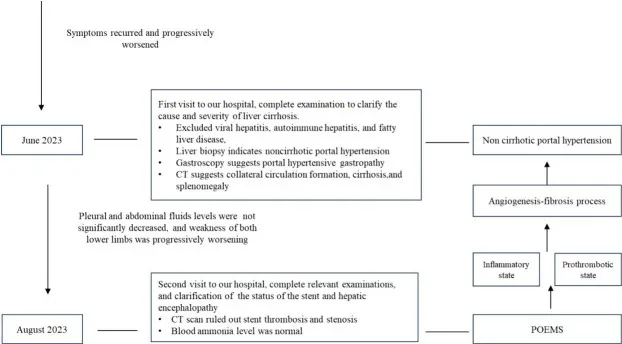 Symptoms recurred and progressively
worsened
June 2023
First visit to our hospital, complete examination to clarify the
cause and severity of liver cirrhosis.
• Excluded viral hepatitis, autoimmune hepatitis, and fatty
liver disease,
• Liver biopsy indicates noncirrhotic portal hypertension
• Gastroscopy suggests portal hypertensive gastropathy
• CT suggests collateral circulation formation, cirrhosis,and
splenomegaly
Non cirrhotic portal hypertension
Angiogenesis-fibrosis process
Pleural and abdominal fluids levels were not
significantly decreased, and weakness of both
lower limbs was progressively worsening
Inflammatory
state
Prothrombotic
state
Second visit to our hospital, complete relevant examinations,
and clarification of the status of the stent and hepatic
encephalopathy
• CT scan ruled out stent thrombosis and stenosis
• Blood ammonia level was normal
August 2023
POEMS